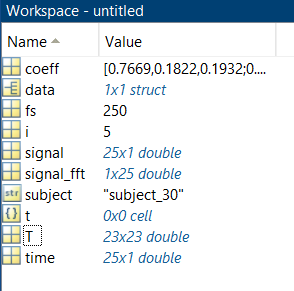 Workspace - untitled
Name Value
coeff [0.7669,0.1822,0.1932;0....
data 1x1 struct
fs 250
i 5
signal 25x1 double
signal_fft 1x25 double
str subject "subject_30"
{} t 0x0 cell
T 23x23 double
time 25x1 double